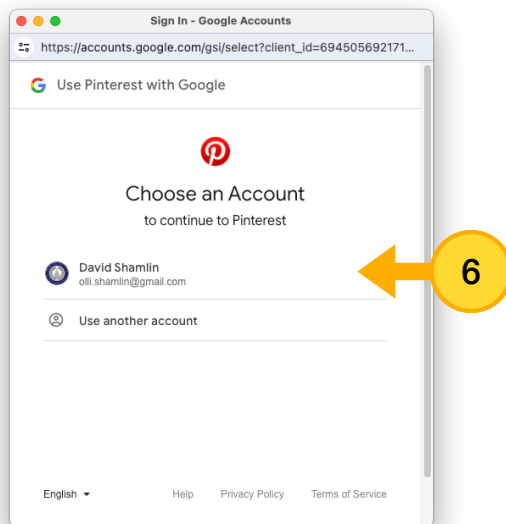 Sign In - Google Accounts
https://accounts.google.com/gsi/select?client_id=694505692171...
Use Pinterest with Google
Choose an Account
to continue to Pinterest
David Shamlin
olli.shamlin@gmail.com
6
Use another account
English
Help Privacy Policy Terms of Service